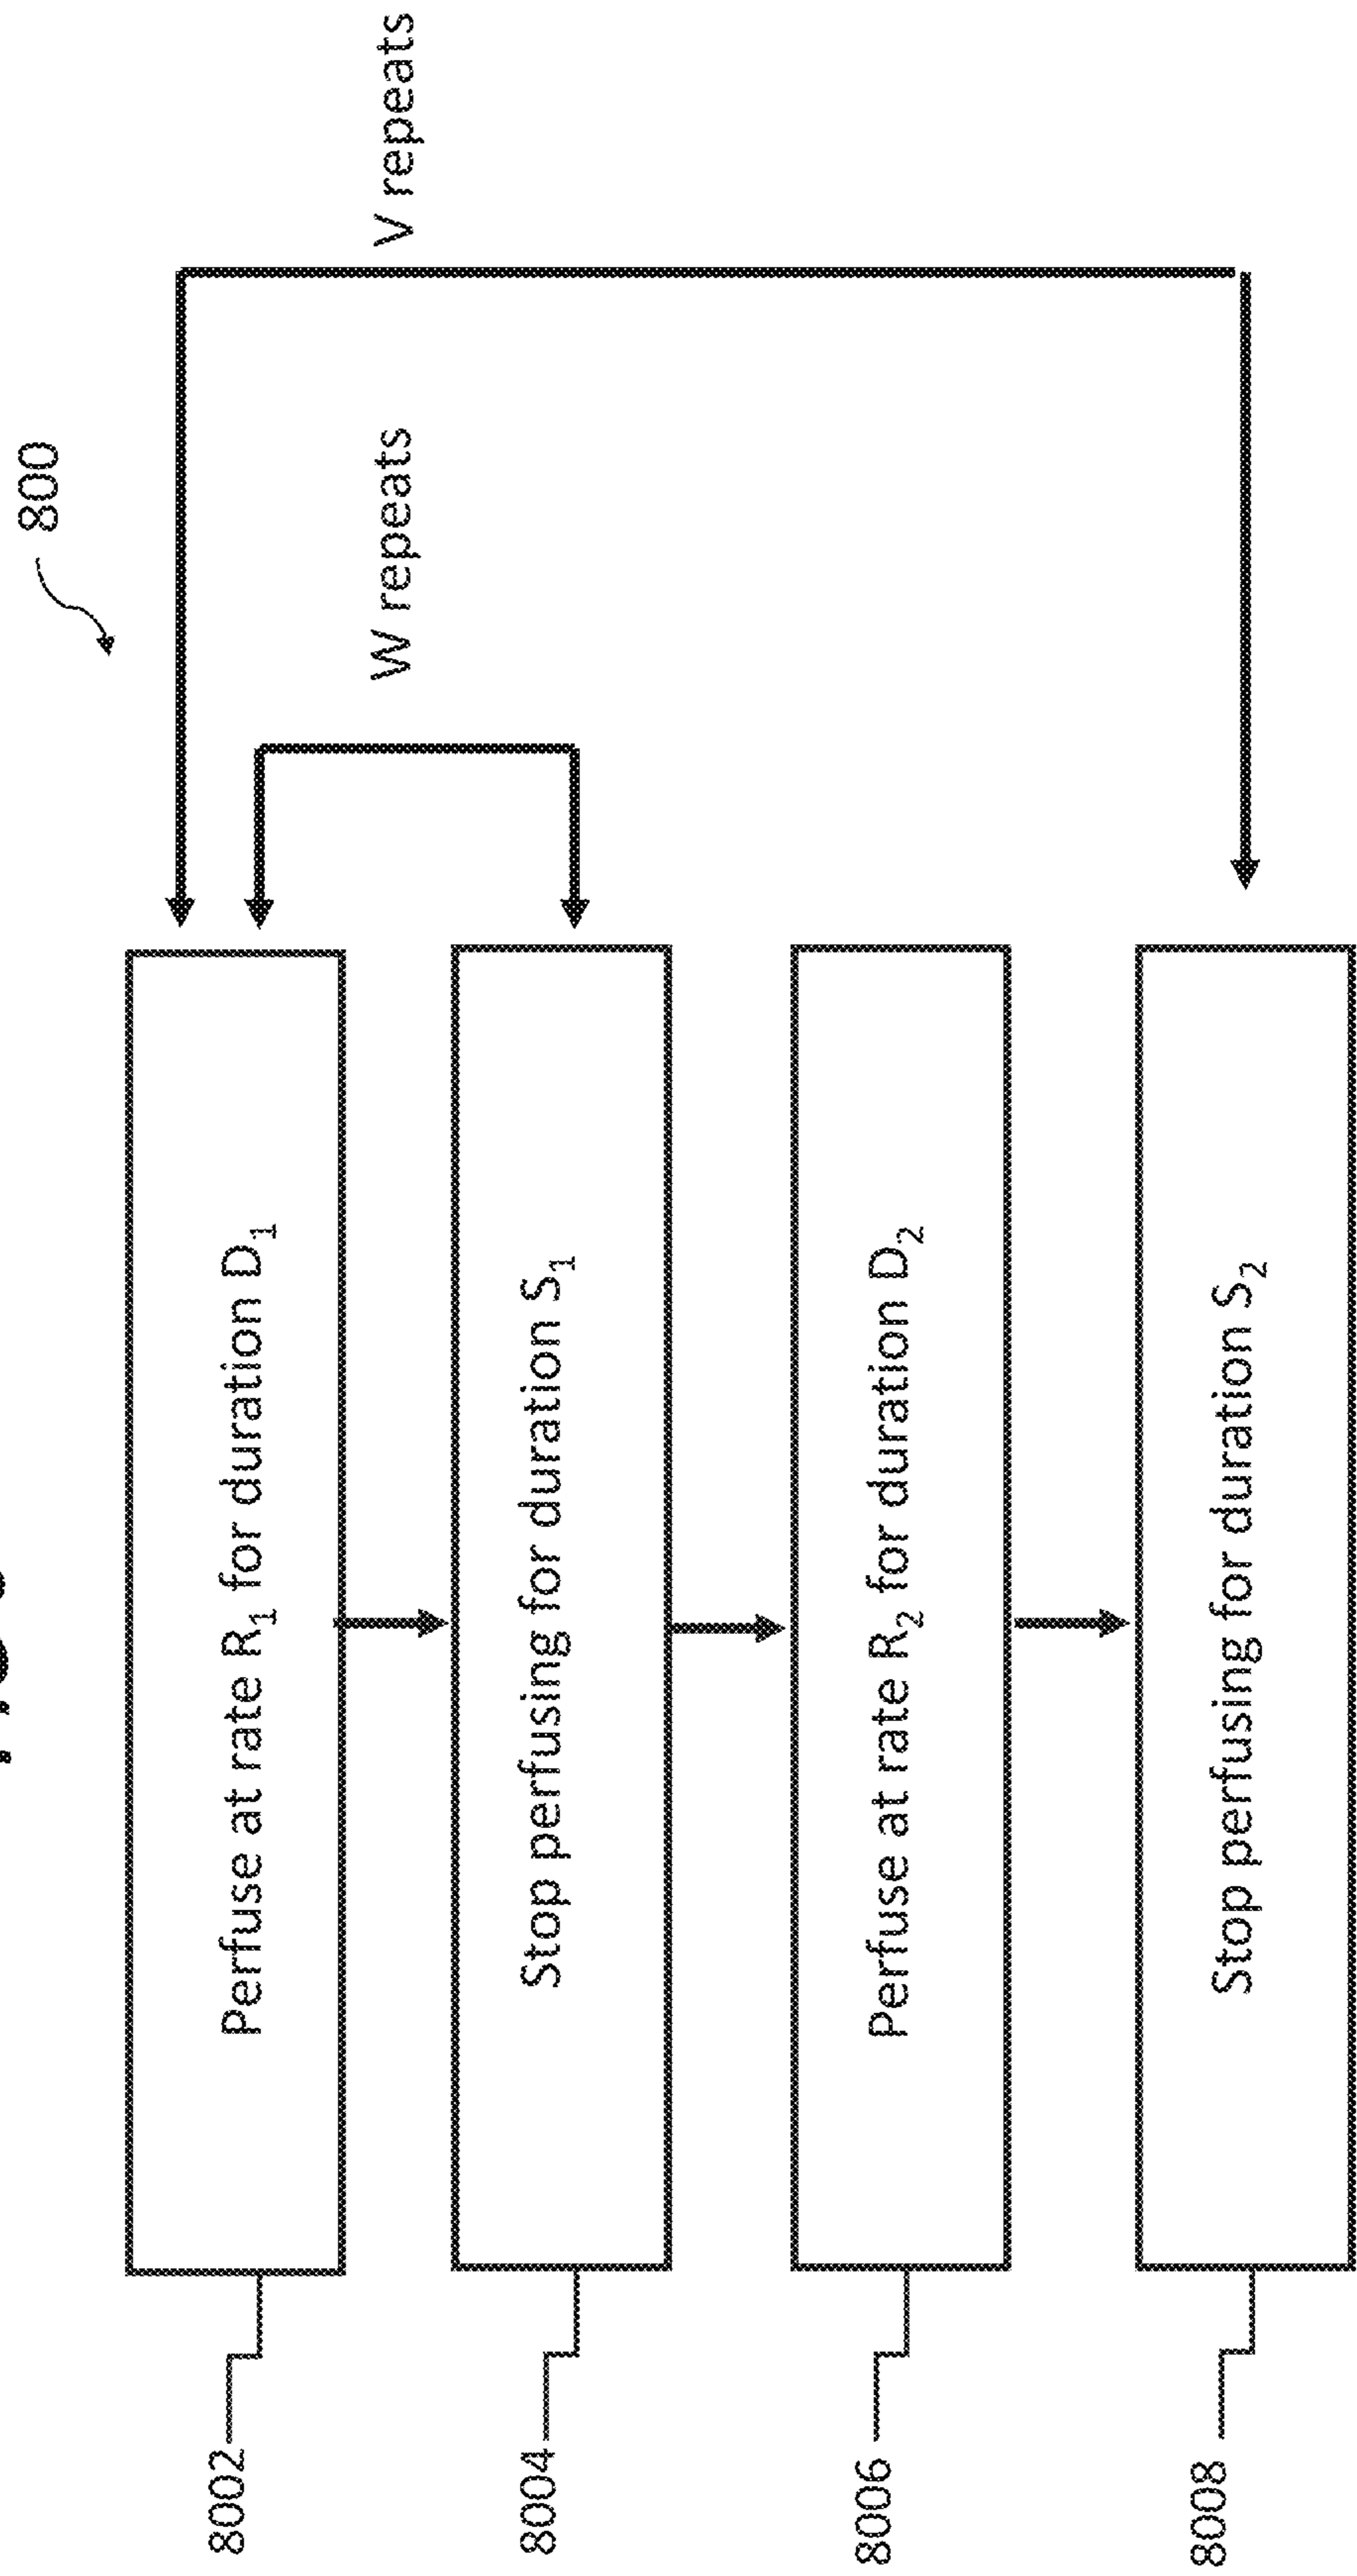 800
8002
Perfuse at rate R₁ for duration D₁
V repeats
W repeats
8004
Stop perfusing for duration S₁
8006
Perfuse at rate R₂ for duration D₂
8008
Stop perfusing for duration S₂